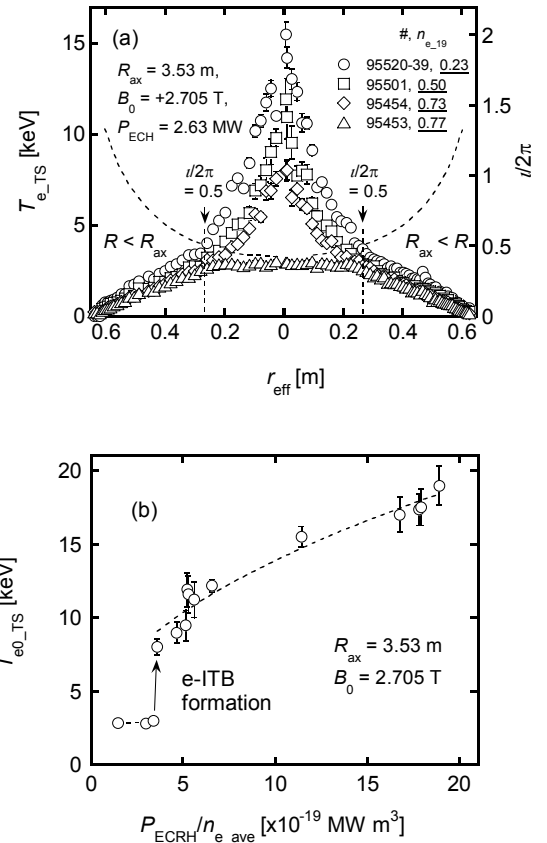 (a)
#, n_e_19
95520-39, 0.23
95501, 0.50
95454, 0.73
95453, 0.77
R_ax = 3.53 m,
B_0 = +2.705 T,
P_ECH = 2.63 MW
ι/2π
= 0.5
ι/2π
= 0.5
R < R_ax
R_ax < R
T_e_TS [keV]
15
10
5
0
ι/2π
2
1.5
1
0.5
0
0.6
0.4
0.2
0
0.2
0.4
0.6
r_eff [m]
(b)
T_e0_TS [keV]
20
15
10
5
0
e-ITB
formation
R_ax = 3.53 m
B_0 = 2.705 T
0
5
10
15
20
P_ECRH/n_e_ave [x10^-19 MW m^3]